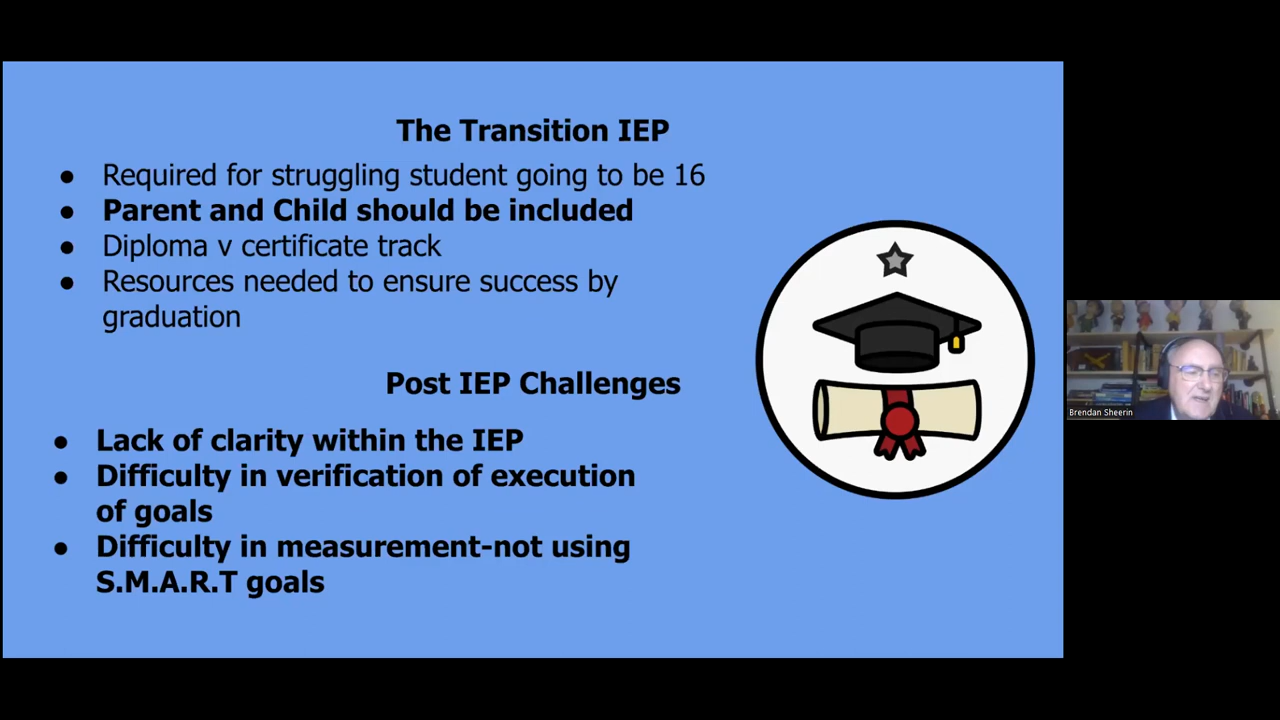 The Transition IEP
● Required for struggling student going to be 16
● Parent and Child should be included
● Diploma v certificate track
● Resources needed to ensure success by
graduation
Post IEP Challenges
● Lack of clarity within the IEP
● Difficulty in verification of execution
of goals
● Difficulty in measurement-not using
S.M.A.R.T goals
Brendan Sheerin